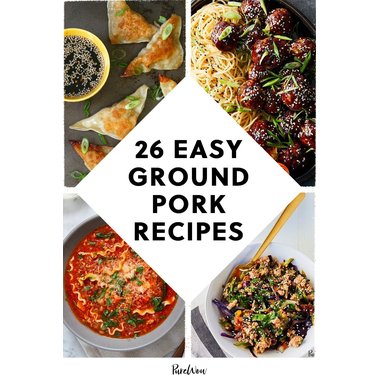 26 EASY
GROUND
PORK
RECIPES
PureWow